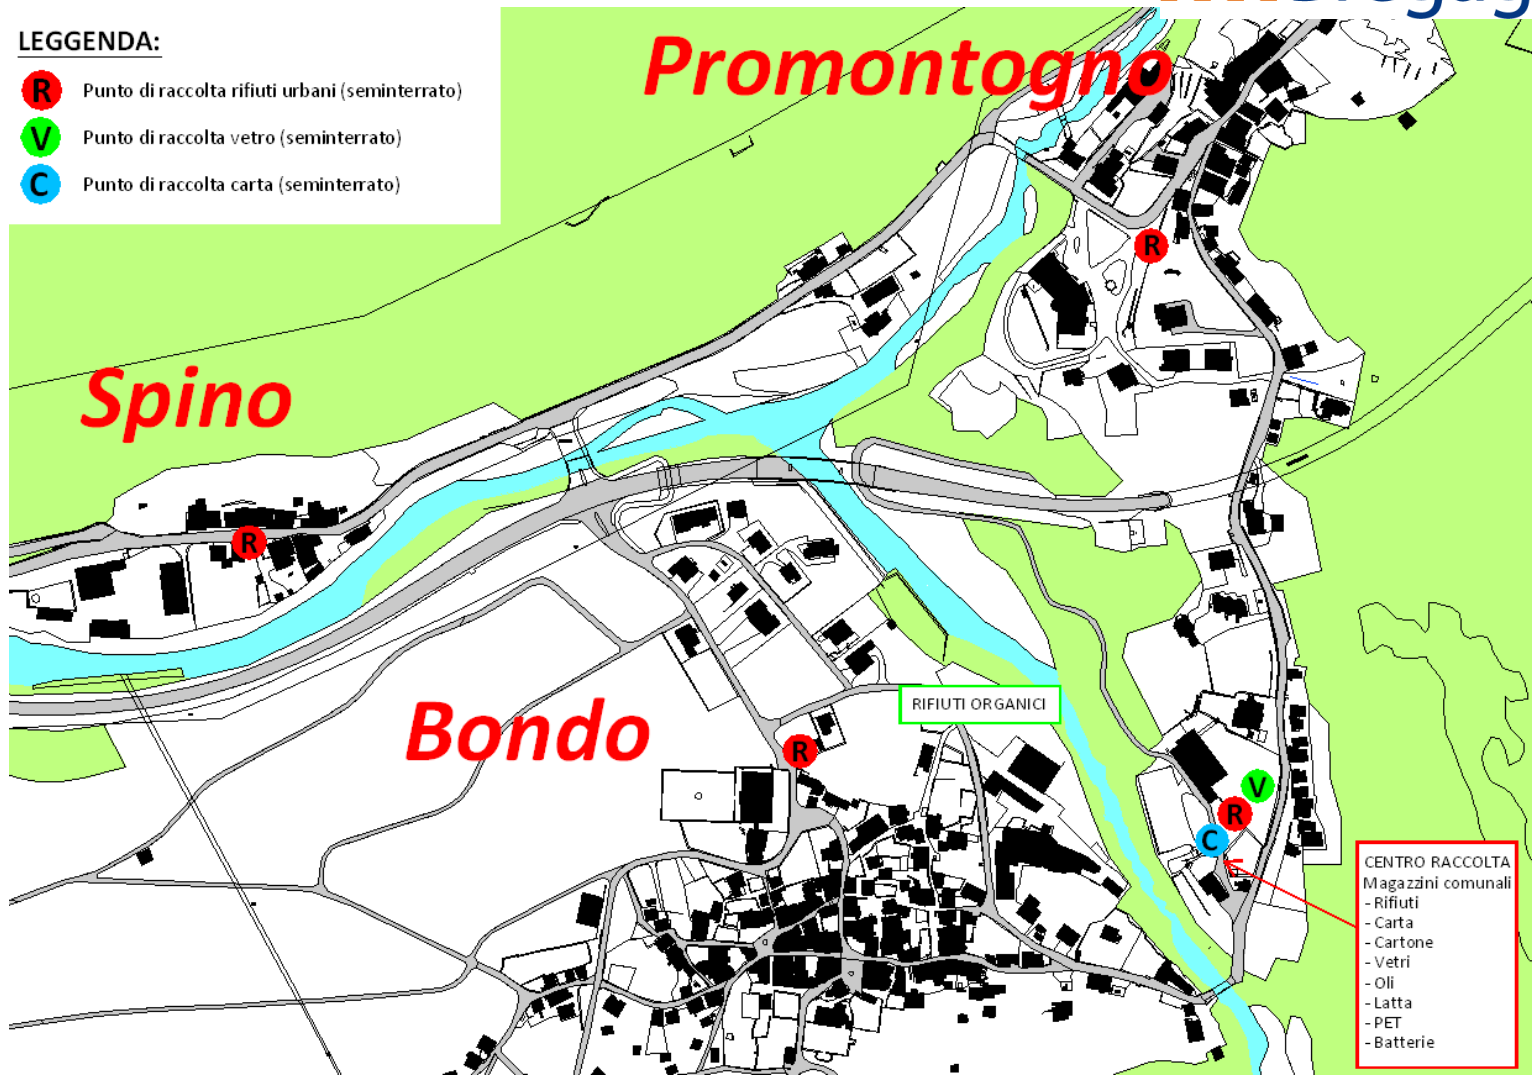 LEGGENDA:
R Punto di raccolta rifiuti urbani (seminterrato)
V Punto di raccolta vetro (seminterrato)
C Punto di raccolta carta (seminterrato)
Promontogno
R
Spino
R
Bondo
RIFIUTI ORGANICI
R
V
R
C
CENTRO RACCOLTA
Magazzini comunali
- Rifiuti
- Carta
- Cartone
- Vetri
- Oli
- Latta
- PET
- Batterie